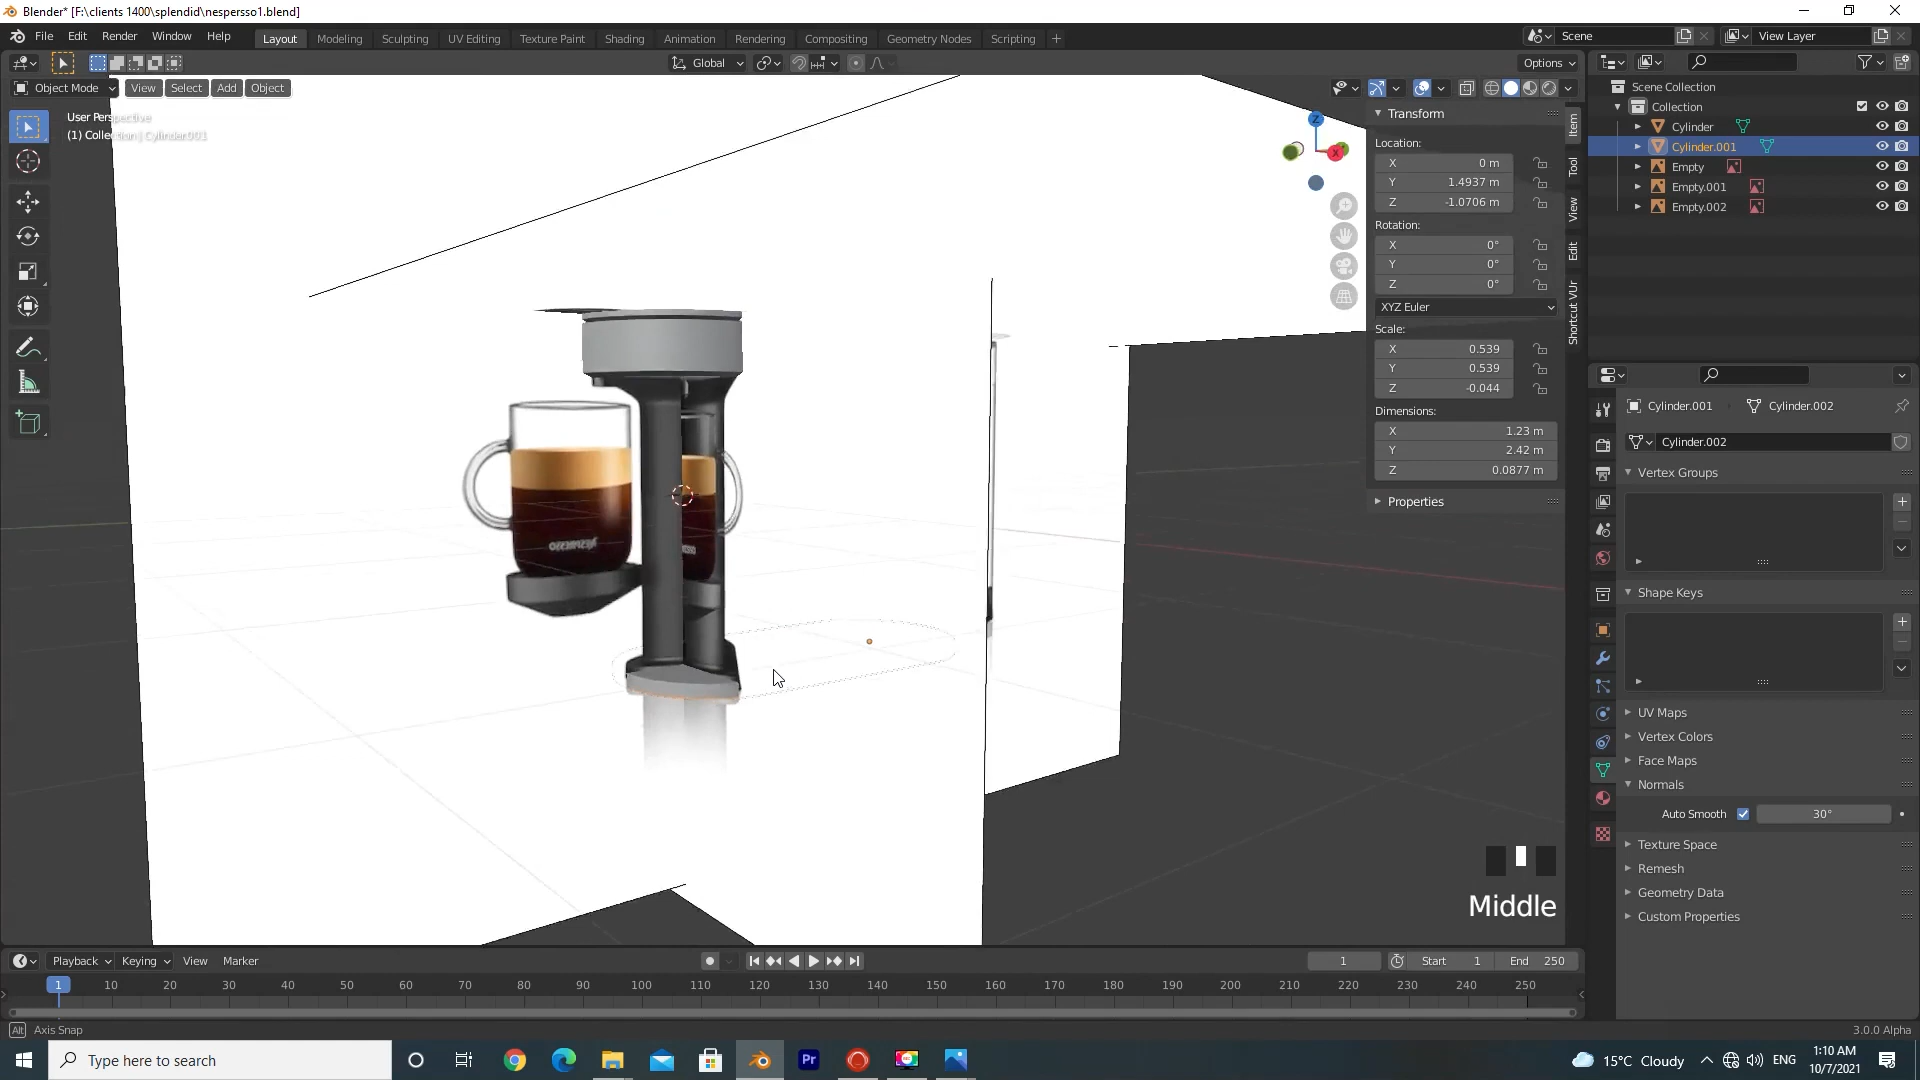 Blender* [F:\clients 1400\splendid\nespersso1.blend]
File Edit Render Window Help Layout Modeling Sculpting UV Editing Texture Paint Shading Animation Rendering Compositing Geometry Nodes Scripting + Scene View Layer
Global Options
Object Mode View Select Add Object
User Perspective
(1) Collection | Cylinder.001
Z
X
Transform
Location:
X 0 m
Y 1.4937 m
Z -1.0706 m
Rotation:
X 0°
Y 0°
Z 0°
XYZ Euler
Scale:
X 0.539
Y 0.539
Z -0.044
Dimensions:
X 1.23 m
Y 2.42 m
Z 0.0877 m
Properties
Item
Tool
View
Edit
Shortcut VUr
Scene Collection
Collection
Cylinder
Cylinder.001
Empty
Empty.001
Empty.002
Cylinder.001 Cylinder.002
Cylinder.002
Vertex Groups
Shape Keys
UV Maps
Vertex Colors
Face Maps
Normals
Auto Smooth 30°
Texture Space
Remesh
Geometry Data
Custom Properties
Middle
Playback Keying View Marker 1 Start 1 End 250
1 10 20 30 40 50 60 70 80 90 100 110 120 130 140 150 160 170 180 190 200 210 220 230 240 250
Alt Axis Snap 3.0.0 Alpha
Type here to search Pr 15°C Cloudy ENG
1:10 AM
10/7/2021